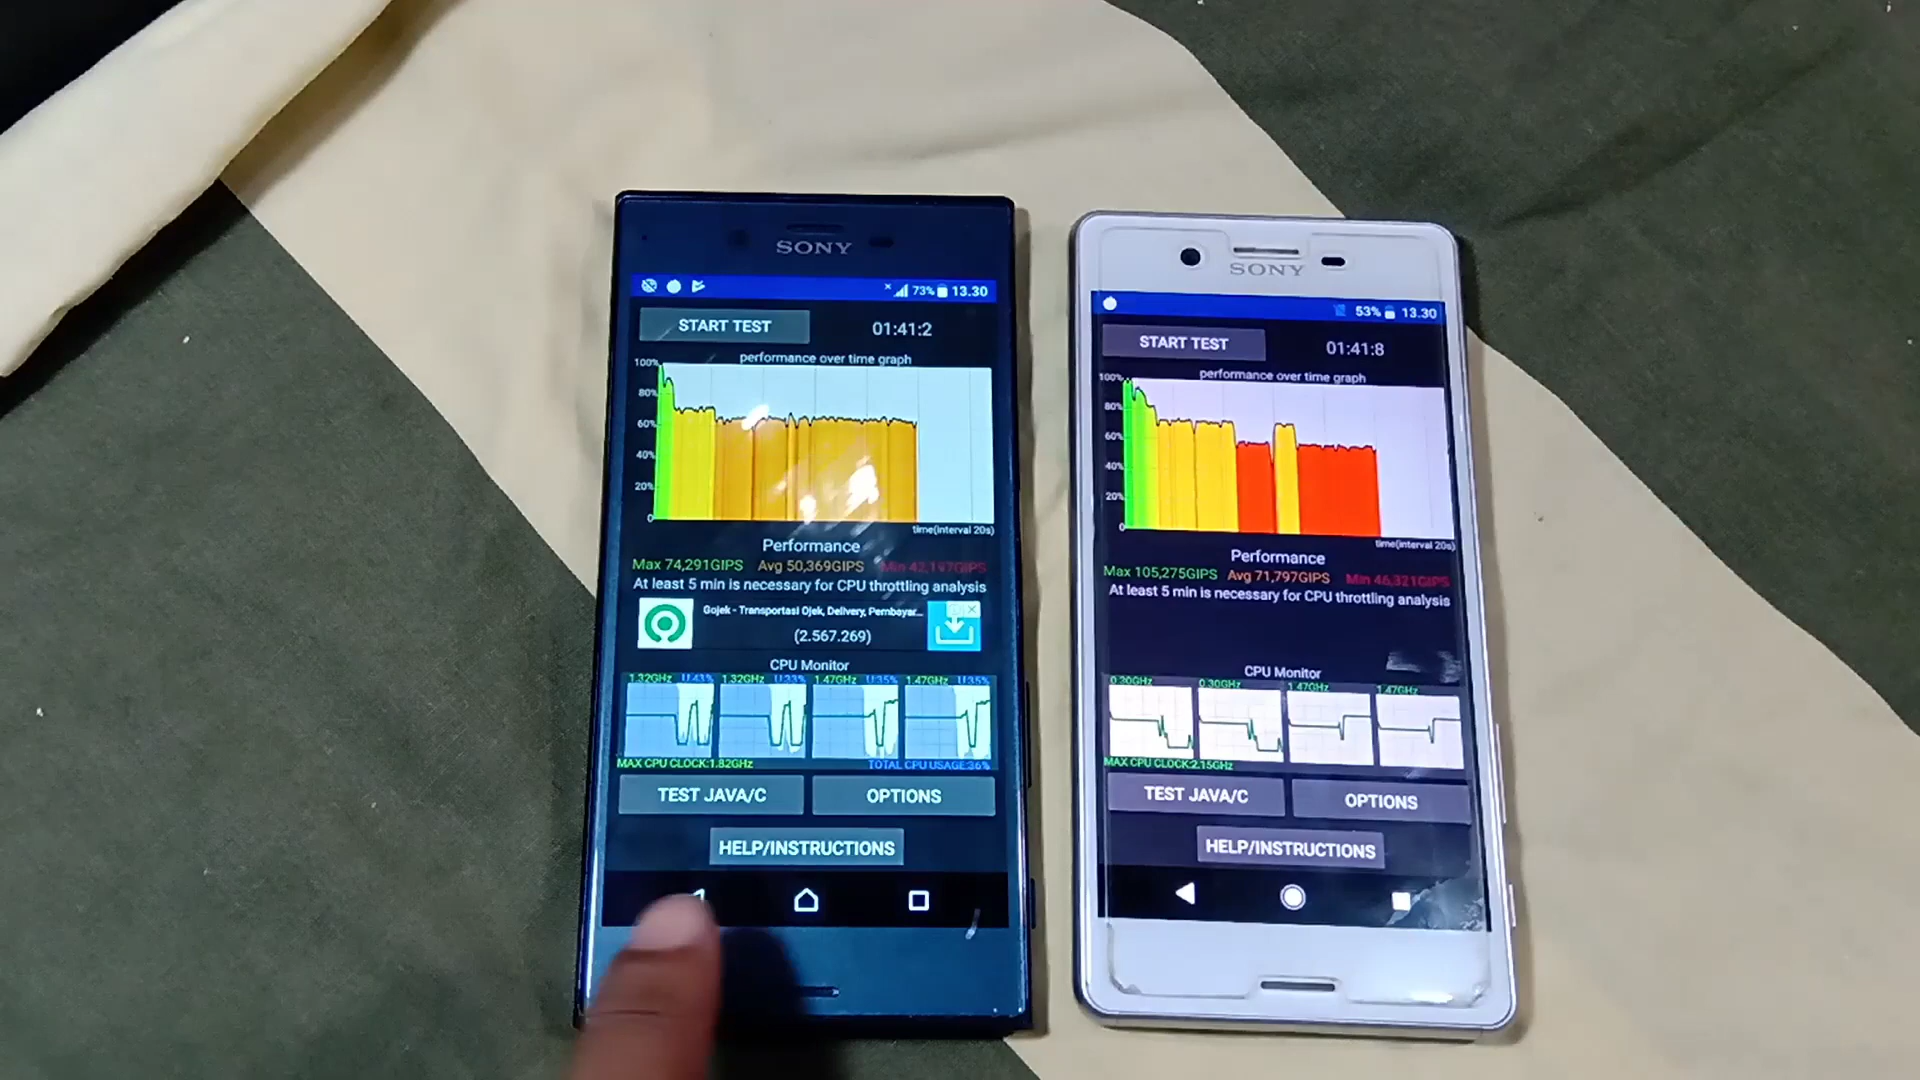 SONY
73% 13.30
START TEST
01:41:2
performance over time graph
100%
80%
60%
40%
20%
0
time(interval 20s)
Performance
Max 74,291GIPS Avg 50,369GIPS Min 42,197GIPS
At least 5 min is necessary for CPU throttling analysis
Gojek - Transportasi Ojek, Delivery, Pembayar...
(2.567.269)
CPU Monitor
1.32GHz U:43% 1.32GHz U:33% 1.47GHz U:35% 1.47GHz U:35%
MAX CPU CLOCK:1.82GHz TOTAL CPU USAGE:36%
TEST JAVA/C
OPTIONS
HELP/INSTRUCTIONS
SONY
53% 13.30
START TEST
01:41:8
performance over time graph
100%
80%
60%
40%
20%
0
time(interval 20s)
Performance
Max 105,275GIPS Avg 71,797GIPS Min 46,321GIPS
At least 5 min is necessary for CPU throttling analysis
CPU Monitor
0.30GHz 0.30GHz 1.47GHz 1.47GHz
MAX CPU CLOCK:2.15GHz
TEST JAVA/C
OPTIONS
HELP/INSTRUCTIONS